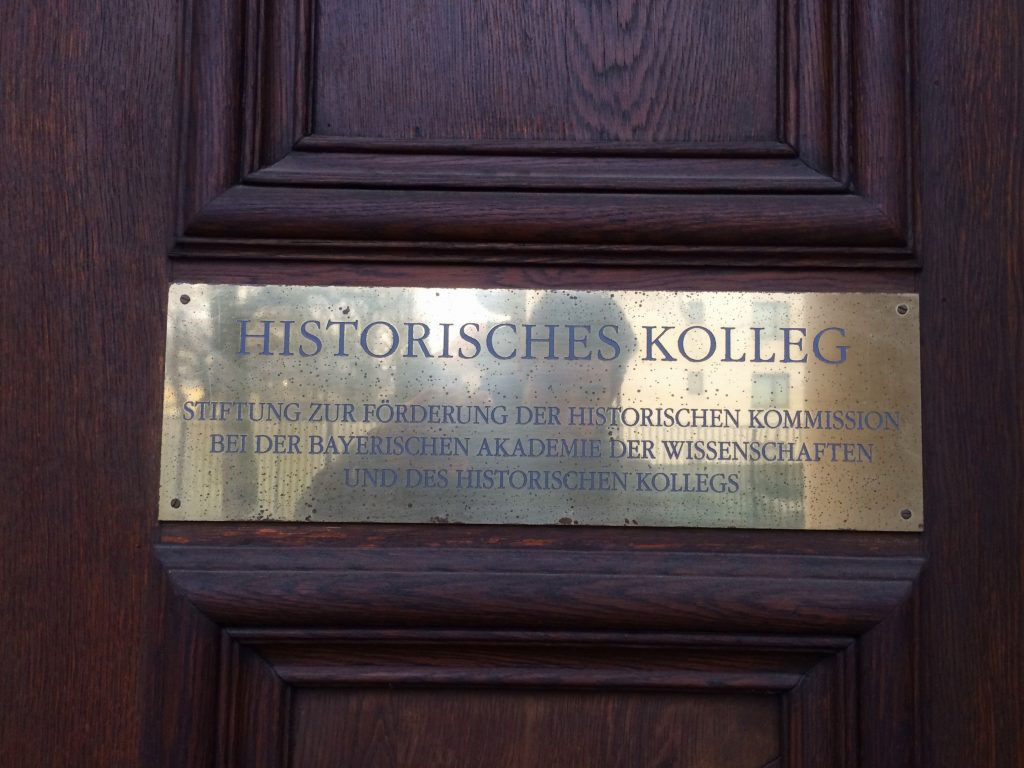 HISTORISCHES KOLLEG
STIFTUNG ZUR FÖRDERUNG DER HISTORISCHEN KOMMISSION
BEI DER BAYERISCHEN AKADEMIE DER WISSENSCHAFTEN
UND DES HISTORISCHEN KOLLEGS